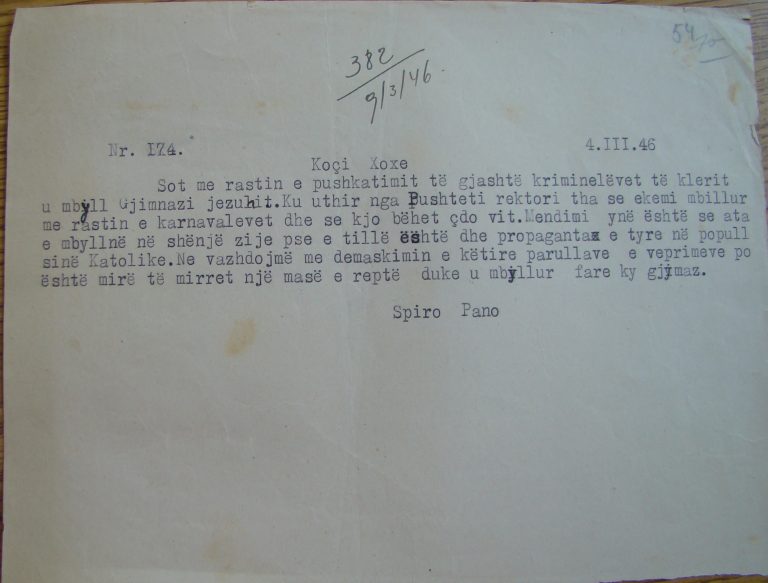 54
382
9/3/46
Nr. 174. 4.III.46
Koçi Xoxe
Sot me rastin e pushkatimit të gjashtë kriminelëvet të klerit
u mbyll Gjimnazi jezuhit.Ku uthir nga Pushteti rektori tha se ekemi mbillur
me rastin e karnavalevet dhe se kjo bëhet çdo vit.Mendimi ynë është se ata
e mbyllnë në shënjë zije pse e tillë është dhe propaganta e tyre në popull
sinë Katolike.Ne vazhdojmë me demaskimin e këtire parullave e veprimeve po
është mirë të mirret një masë e reptë duke u mbyllur fare ky gjymaz.
Spiro Pano